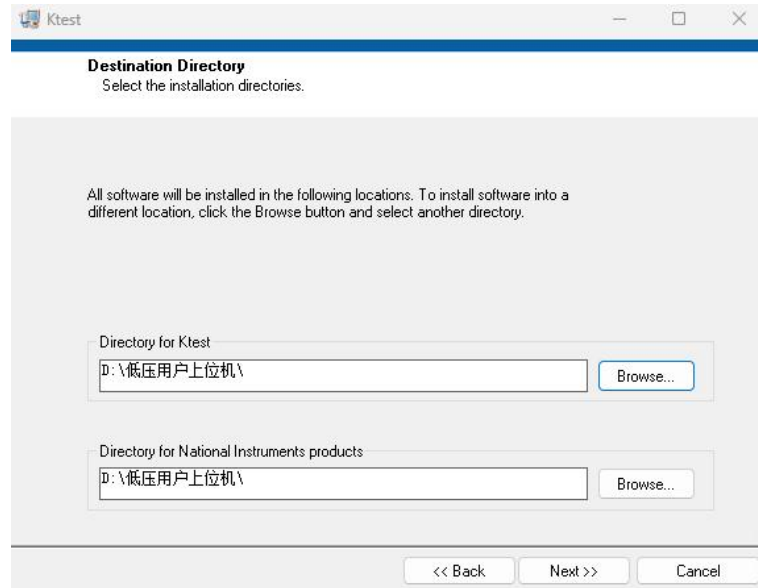 Ktest
Destination Directory
Select the installation directories.
All software will be installed in the following locations. To install software into a
different location, click the Browse button and select another directory.
Directory for Ktest
D:\低压用户上位机\
Browse...
Directory for National Instruments products
D:\低压用户上位机\
Browse...
<< Back
Next >>
Cancel